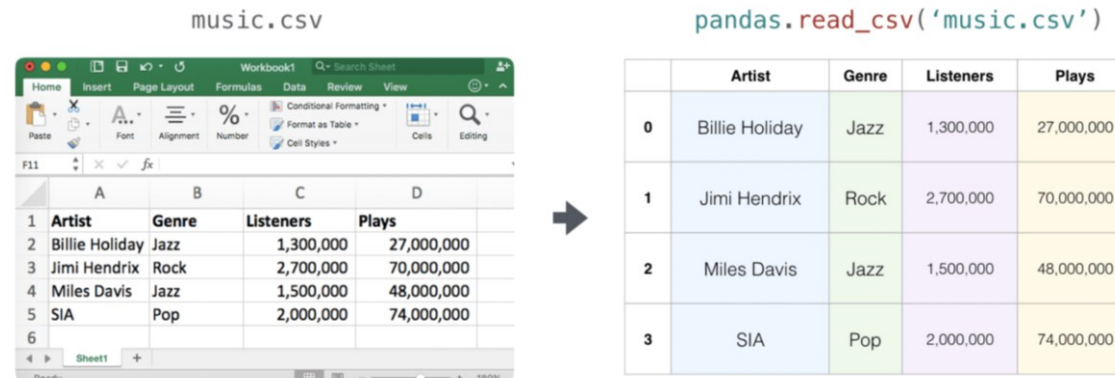 music.csv
pandas.read_csv(‘music.csv’)
Workbook1
Search Sheet
Home Insert Page Layout Formulas Data Review View
Paste
A..
Font
Alignment
%
Number
Conditional Formatting
Format as Table
Cell Styles
Cells
Editing
F11
fx
A B C D
1 Artist Genre Listeners Plays
2 Billie Holiday Jazz 1,300,000 27,000,000
3 Jimi Hendrix Rock 2,700,000 70,000,000
4 Miles Davis Jazz 1,500,000 48,000,000
5 SIA Pop 2,000,000 74,000,000
6
Sheet1 +
Ready
180%
Artist Genre Listeners Plays
0 Billie Holiday Jazz 1,300,000 27,000,000
1 Jimi Hendrix Rock 2,700,000 70,000,000
2 Miles Davis Jazz 1,500,000 48,000,000
3 SIA Pop 2,000,000 74,000,000